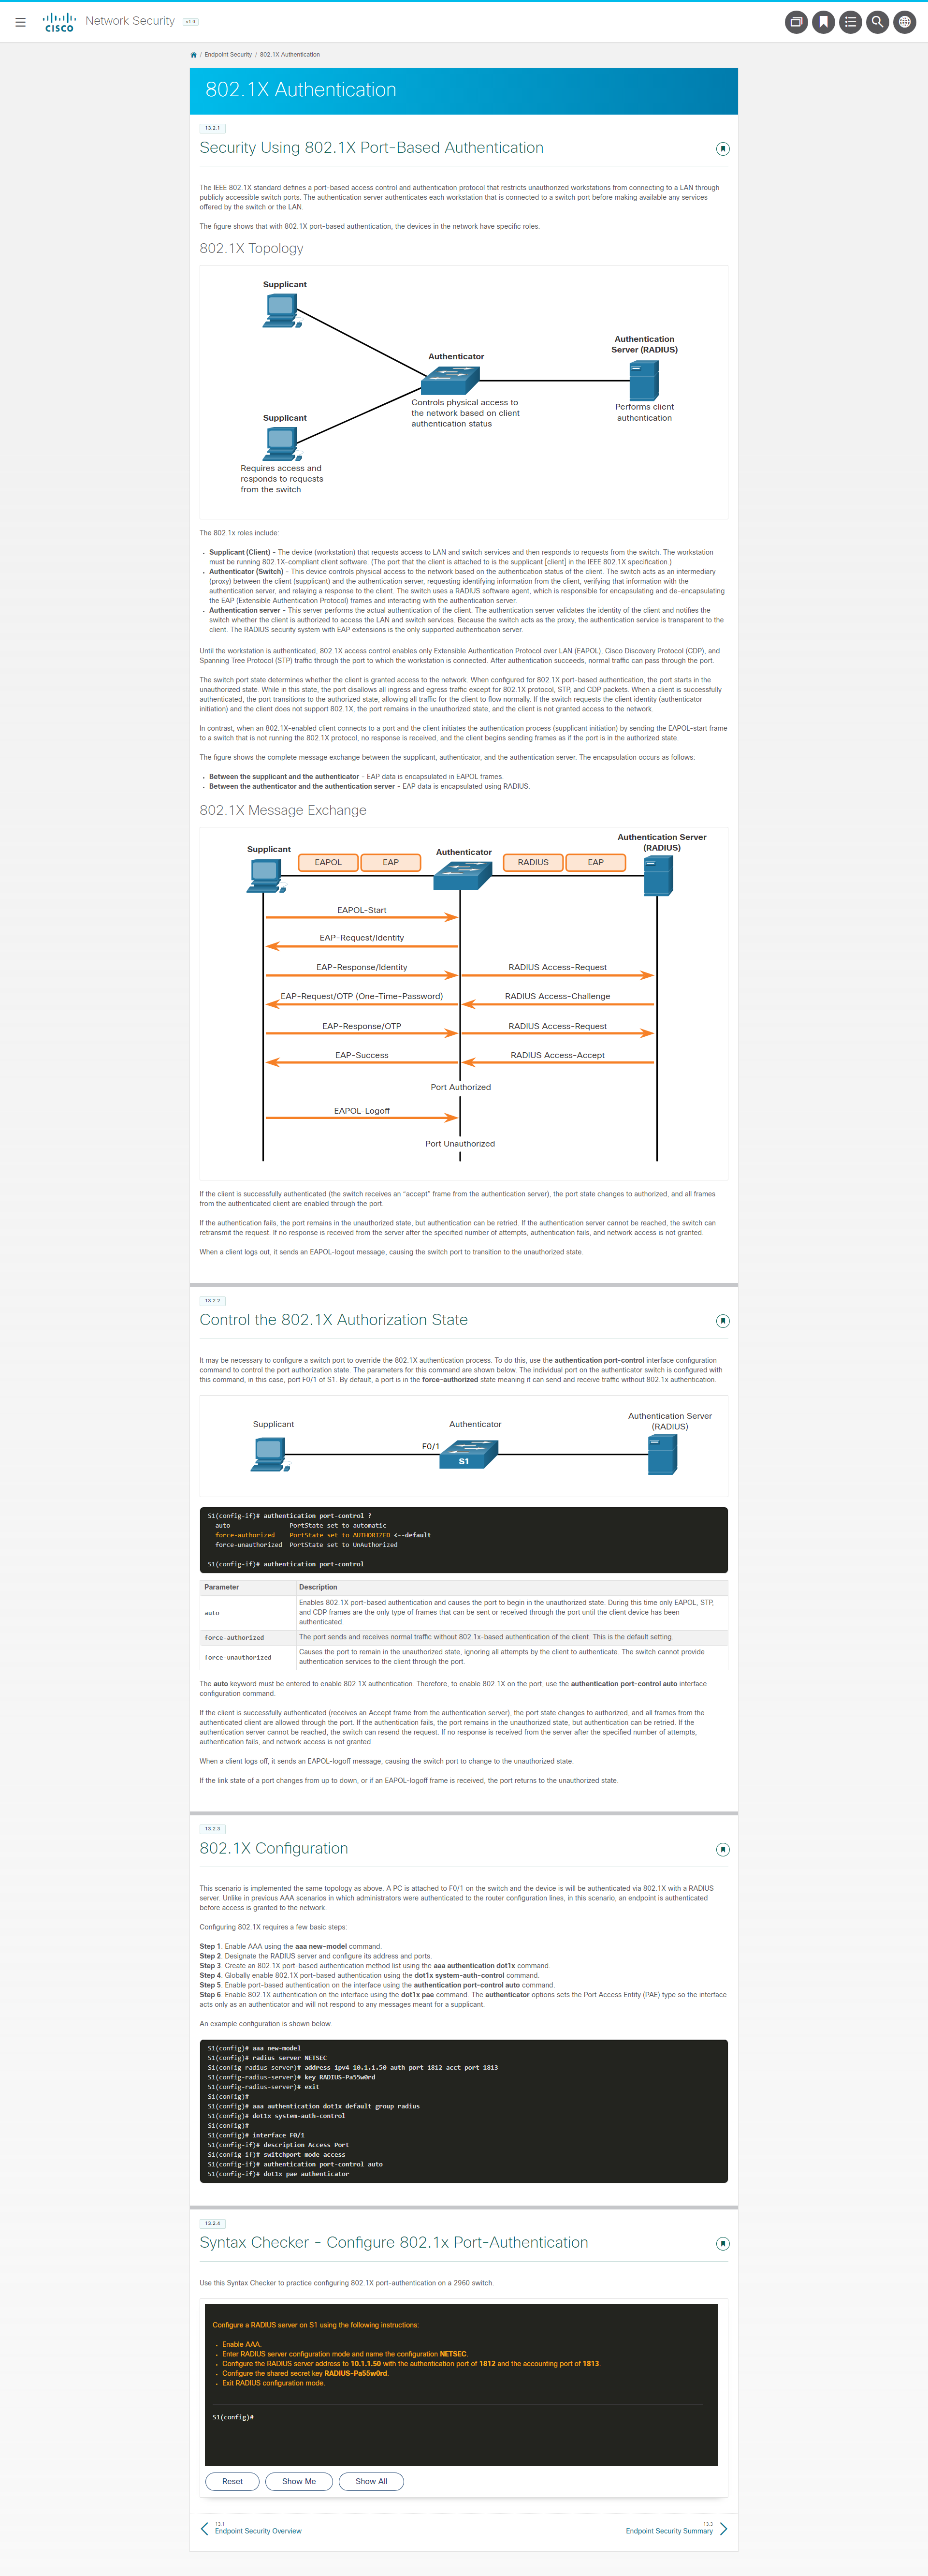 CISCO
Network Security v1.0
/ Endpoint Security / 802.1X Authentication
802.1X Authentication
13.2.1
Security Using 802.1X Port-Based Authentication
The IEEE 802.1X standard defines a port-based access control and authentication protocol that restricts unauthorized workstations from connecting to a LAN through
publicly accessible switch ports. The authentication server authenticates each workstation that is connected to a switch port before making available any services
offered by the switch or the LAN.
The figure shows that with 802.1X port-based authentication, the devices in the network have specific roles.
802.1X Topology
Supplicant
Authentication
Server (RADIUS)
Authenticator
Controls physical access to
the network based on client
authentication status
Performs client
authentication
Supplicant
Requires access and
responds to requests
from the switch
The 802.1x roles include:
• Supplicant (Client) - The device (workstation) that requests access to LAN and switch services and then responds to requests from the switch. The workstation
must be running 802.1X-compliant client software. (The port that the client is attached to is the supplicant [client] in the IEEE 802.1X specification.)
• Authenticator (Switch) - This device controls physical access to the network based on the authentication status of the client. The switch acts as an intermediary
(proxy) between the client (supplicant) and the authentication server, requesting identifying information from the client, verifying that information with the
authentication server, and relaying a response to the client. The switch uses a RADIUS software agent, which is responsible for encapsulating and de-encapsulating
the EAP (Extensible Authentication Protocol) frames and interacting with the authentication server.
• Authentication server - This server performs the actual authentication of the client. The authentication server validates the identity of the client and notifies the
switch whether the client is authorized to access the LAN and switch services. Because the switch acts as the proxy, the authentication service is transparent to the
client. The RADIUS security system with EAP extensions is the only supported authentication server.
Until the workstation is authenticated, 802.1X access control enables only Extensible Authentication Protocol over LAN (EAPOL), Cisco Discovery Protocol (CDP), and
Spanning Tree Protocol (STP) traffic through the port to which the workstation is connected. After authentication succeeds, normal traffic can pass through the port.
The switch port state determines whether the client is granted access to the network. When configured for 802.1X port-based authentication, the port starts in the
unauthorized state. While in this state, the port disallows all ingress and egress traffic except for 802.1X protocol, STP, and CDP packets. When a client is successfully
authenticated, the port transitions to the authorized state, allowing all traffic for the client to flow normally. If the switch requests the client identity (authenticator
initiation) and the client does not support 802.1X, the port remains in the unauthorized state, and the client is not granted access to the network.
In contrast, when an 802.1X-enabled client connects to a port and the client initiates the authentication process (supplicant initiation) by sending the EAPOL-start frame
to a switch that is not running the 802.1X protocol, no response is received, and the client begins sending frames as if the port is in the authorized state.
The figure shows the complete message exchange between the supplicant, authenticator, and the authentication server. The encapsulation occurs as follows:
• Between the supplicant and the authenticator - EAP data is encapsulated in EAPOL frames.
• Between the authenticator and the authentication server - EAP data is encapsulated using RADIUS.
802.1X Message Exchange
Supplicant
Authenticator
Authentication Server
(RADIUS)
EAPOL
EAP
RADIUS
EAP
EAPOL-Start
EAP-Request/Identity
EAP-Response/Identity
RADIUS Access-Request
EAP-Request/OTP (One-Time-Password)
RADIUS Access-Challenge
EAP-Response/OTP
RADIUS Access-Request
EAP-Success
RADIUS Access-Accept
Port Authorized
EAPOL-Logoff
Port Unauthorized
If the client is successfully authenticated (the switch receives an "accept" frame from the authentication server), the port state changes to authorized, and all frames
from the authenticated client are enabled through the port.
If the authentication fails, the port remains in the unauthorized state, but authentication can be retried. If the authentication server cannot be reached, the switch can
retransmit the request. If no response is received from the server after the specified number of attempts, authentication fails, and network access is not granted.
When a client logs out, it sends an EAPOL-logout message, causing the switch port to transition to the unauthorized state.
13.2.2
Control the 802.1X Authorization State
It may be necessary to configure a switch port to override the 802.1X authentication process. To do this, use the authentication port-control interface configuration
command to control the port authorization state. The parameters for this command are shown below. The individual port on the authenticator switch is configured with
this command, in this case, port F0/1 of S1. By default, a port is in the force-authorized state meaning it can send and receive traffic without 802.1x authentication.
Supplicant
Authenticator
Authentication Server
(RADIUS)
F0/1
S1
S1(config-if)# authentication port-control ?
auto PortState set to automatic
force-authorized PortState set to AUTHORIZED <--default
force-unauthorized PortState set to UnAuthorized
S1(config-if)# authentication port-control
Parameter Description
auto Enables 802.1X port-based authentication and causes the port to begin in the unauthorized state. During this time only EAPOL, STP,
and CDP frames are the only type of frames that can be sent or received through the port until the client device has been
authenticated.
force-authorized The port sends and receives normal traffic without 802.1x-based authentication of the client. This is the default setting.
force-unauthorized Causes the port to remain in the unauthorized state, ignoring all attempts by the client to authenticate. The switch cannot provide
authentication services to the client through the port.
The auto keyword must be entered to enable 802.1X authentication. Therefore, to enable 802.1X on the port, use the authentication port-control auto interface
configuration command.
If the client is successfully authenticated (receives an Accept frame from the authentication server), the port state changes to authorized, and all frames from the
authenticated client are allowed through the port. If the authentication fails, the port remains in the unauthorized state, but authentication can be retried. If the
authentication server cannot be reached, the switch can resend the request. If no response is received from the server after the specified number of attempts,
authentication fails, and network access is not granted.
When a client logs off, it sends an EAPOL-logoff message, causing the switch port to change to the unauthorized state.
If the link state of a port changes from up to down, or if an EAPOL-logoff frame is received, the port returns to the unauthorized state.
13.2.3
802.1X Configuration
This scenario is implemented the same topology as above. A PC is attached to F0/1 on the switch and the device is will be authenticated via 802.1X with a RADIUS
server. Unlike in previous AAA scenarios in which administrators were authenticated to the router configuration lines, in this scenario, an endpoint is authenticated
before access is granted to the network.
Configuring 802.1X requires a few basic steps:
Step 1. Enable AAA using the aaa new-model command.
Step 2. Designate the RADIUS server and configure its address and ports.
Step 3. Create an 802.1X port-based authentication method list using the aaa authentication dot1x command.
Step 4. Globally enable 802.1X port-based authentication using the dot1x system-auth-control command.
Step 5. Enable port-based authentication on the interface using the authentication port-control auto command.
Step 6. Enable 802.1X authentication on the interface using the dot1x pae command. The authenticator options sets the Port Access Entity (PAE) type so the interface
acts only as an authenticator and will not respond to any messages meant for a supplicant.
An example configuration is shown below.
S1(config)# aaa new-model
S1(config)# radius server NETSEC
S1(config-radius-server)# address ipv4 10.1.1.50 auth-port 1812 acct-port 1813
S1(config-radius-server)# key RADIUS-Pa55w0rd
S1(config-radius-server)# exit
S1(config)#
S1(config)# aaa authentication dot1x default group radius
S1(config)# dot1x system-auth-control
S1(config)#
S1(config)# interface F0/1
S1(config-if)# description Access Port
S1(config-if)# switchport mode access
S1(config-if)# authentication port-control auto
S1(config-if)# dot1x pae authenticator
13.2.4
Syntax Checker - Configure 802.1x Port-Authentication
Use this Syntax Checker to practice configuring 802.1X port-authentication on a 2960 switch.
Configure a RADIUS server on S1 using the following instructions:
• Enable AAA.
• Enter RADIUS server configuration mode and name the configuration NETSEC.
• Configure the RADIUS server address to 10.1.1.50 with the authentication port of 1812 and the accounting port of 1813.
• Configure the shared secret key RADIUS-Pa55w0rd.
• Exit RADIUS configuration mode.
S1(config)#
Reset
Show Me
Show All
13.1
Endpoint Security Overview
13.3
Endpoint Security Summary